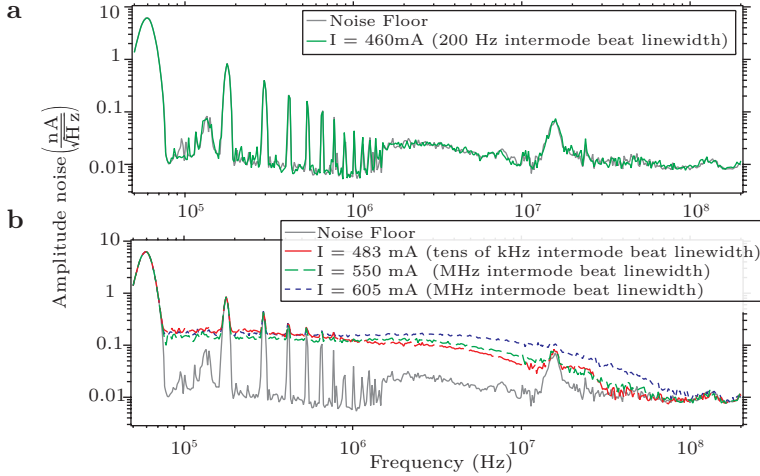 a
Noise Floor
I = 460mA (200 Hz intermode beat linewidth)
10
1
0.1
0.01
10^5
10^6
10^7
10^8
Amplitude noise (nA/√Hz)
b
Noise Floor
I = 483 mA (tens of kHz intermode beat linewidth)
I = 550 mA (MHz intermode beat linewidth)
I = 605 mA (MHz intermode beat linewidth)
10
1
0.1
0.01
10^5
10^6
10^7
10^8
Frequency (Hz)